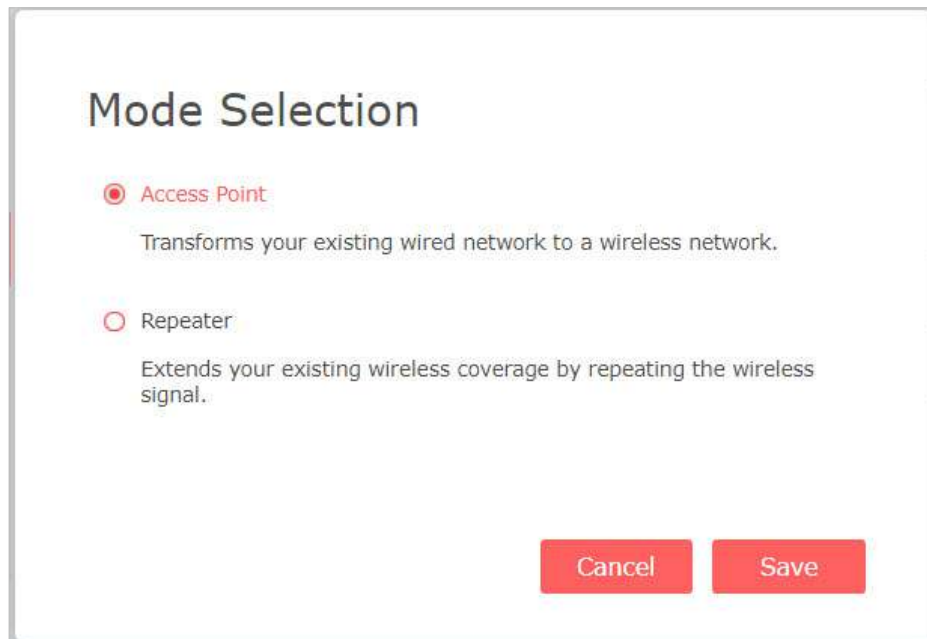 Mode Selection
Access Point
Transforms your existing wired network to a wireless network.
Repeater
Extends your existing wireless coverage by repeating the wireless
signal.
Cancel Save